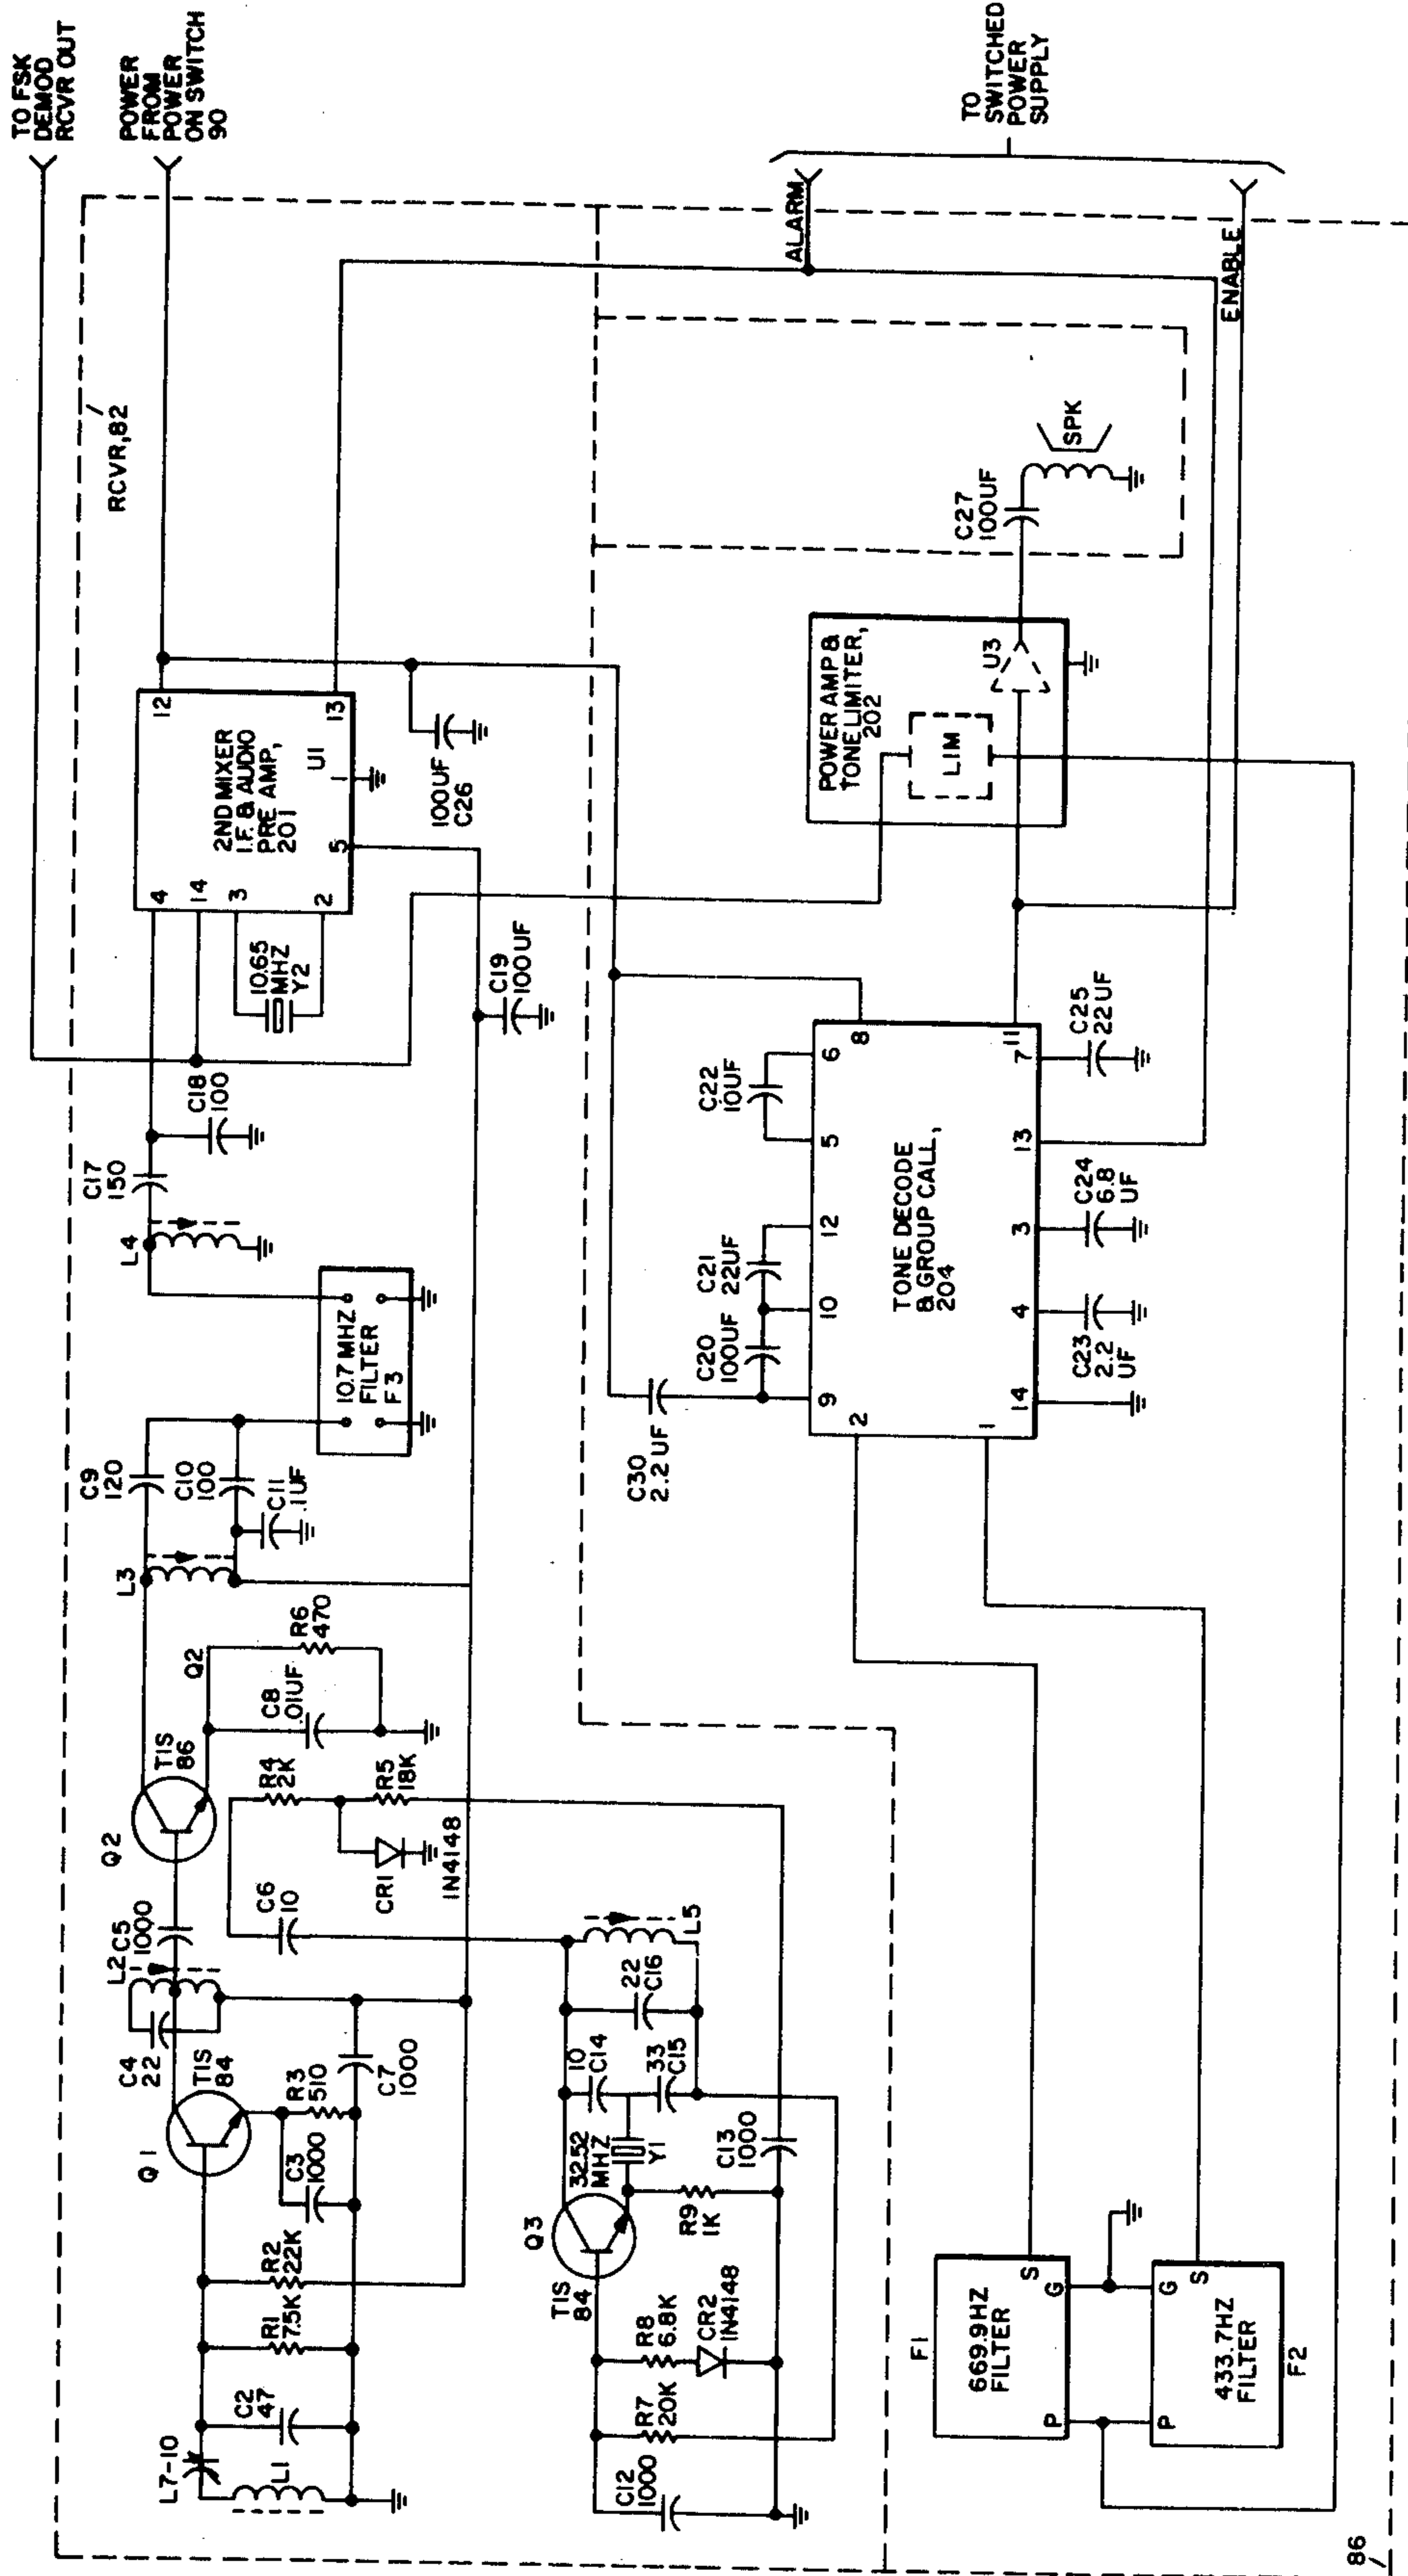 TO FSK
DEMOD
RCVR OUT
POWER
FROM
POWER
ON SWITCH
90
RCVR,82
L7-10
L1
C2
47
R1
7.5K
R2
22K
Q1
TIS
84
C3
1000
R3
510
C4
22
L2
C5
1000
C7
1000
Q2
TIS
86
Q2
C6
10
R4
2K
R5
18K
CR1
1N4148
C8
.01UF
R6
470
L3
C9
120
C10
100
C11
.1UF
10.7 MHZ
FILTER
F3
L4
C17
150
C18
100
10.65
MHZ
Y2
4
14
3
2
2ND MIXER
I.F. & AUDIO
PRE AMP,
201
U1
1
5
12
13
C19
100UF
100UF
C26
C12
1000
R7
20K
R8
6.8K
CR2
1N4148
TIS
84
Q3
R9
1K
32.52
MHZ
Y1
10
C14
33
C15
22
C16
L5
C13
1000
C30
2.2UF
C20
100UF
C21
22UF
C22
10UF
9
10
12
5
6
8
2
1
TONE DECODE
& GROUP CALL,
204
14
4
3
13
7
11
C23
2.2
UF
C24
6.8
UF
C25
22UF
POWER AMP &
TONE LIMITER,
202
LIM
U3
C27
100UF
SPK
ALARM
ENABLE
TO
SWITCHED
POWER
SUPPLY
F1
669.9HZ
FILTER
P
G
S
433.7HZ
FILTER
P
G
S
F2
86